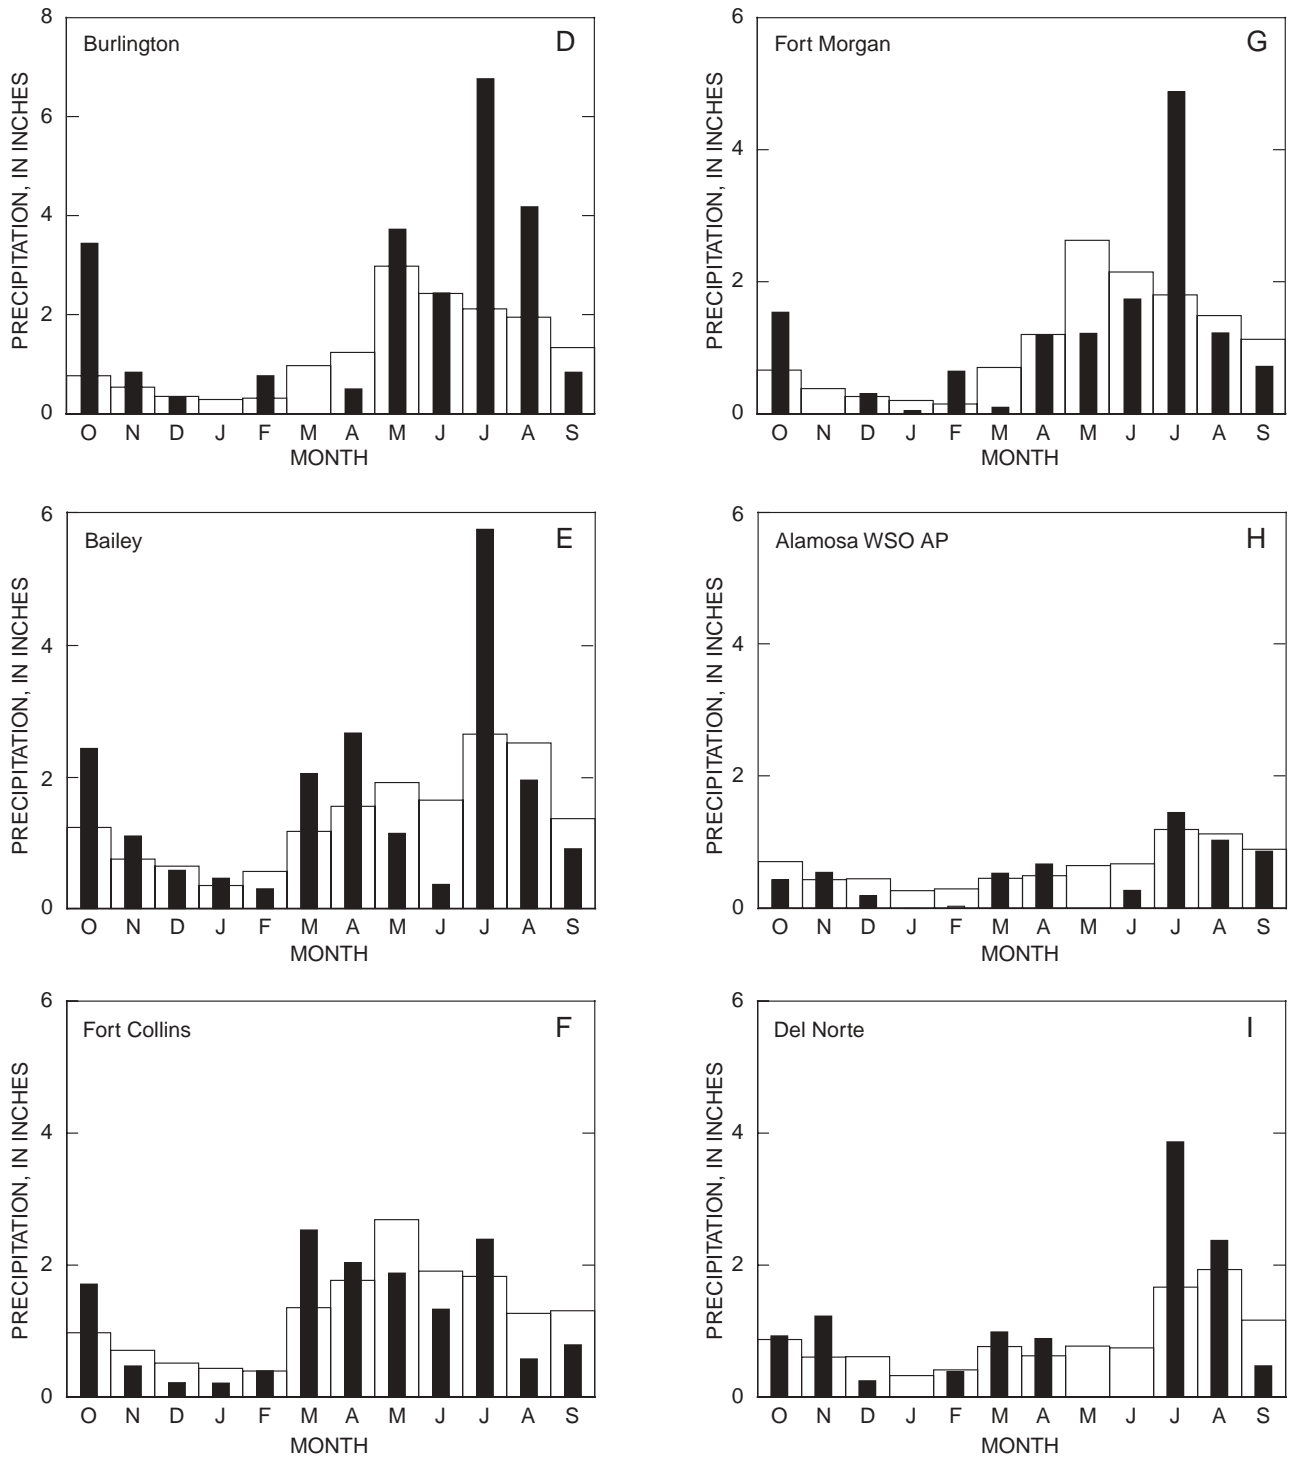 Burlington D
PRECIPITATION, IN INCHES
8
6
4
2
0
O N D J F M A M J J A S
MONTH
Fort Morgan G
PRECIPITATION, IN INCHES
6
4
2
0
O N D J F M A M J J A S
MONTH
Bailey E
PRECIPITATION, IN INCHES
6
4
2
0
O N D J F M A M J J A S
MONTH
Alamosa WSO AP H
PRECIPITATION, IN INCHES
6
4
2
0
O N D J F M A M J J A S
MONTH
Fort Collins F
PRECIPITATION, IN INCHES
6
4
2
0
O N D J F M A M J J A S
MONTH
Del Norte I
PRECIPITATION, IN INCHES
6
4
2
0
O N D J F M A M J J A S
MONTH